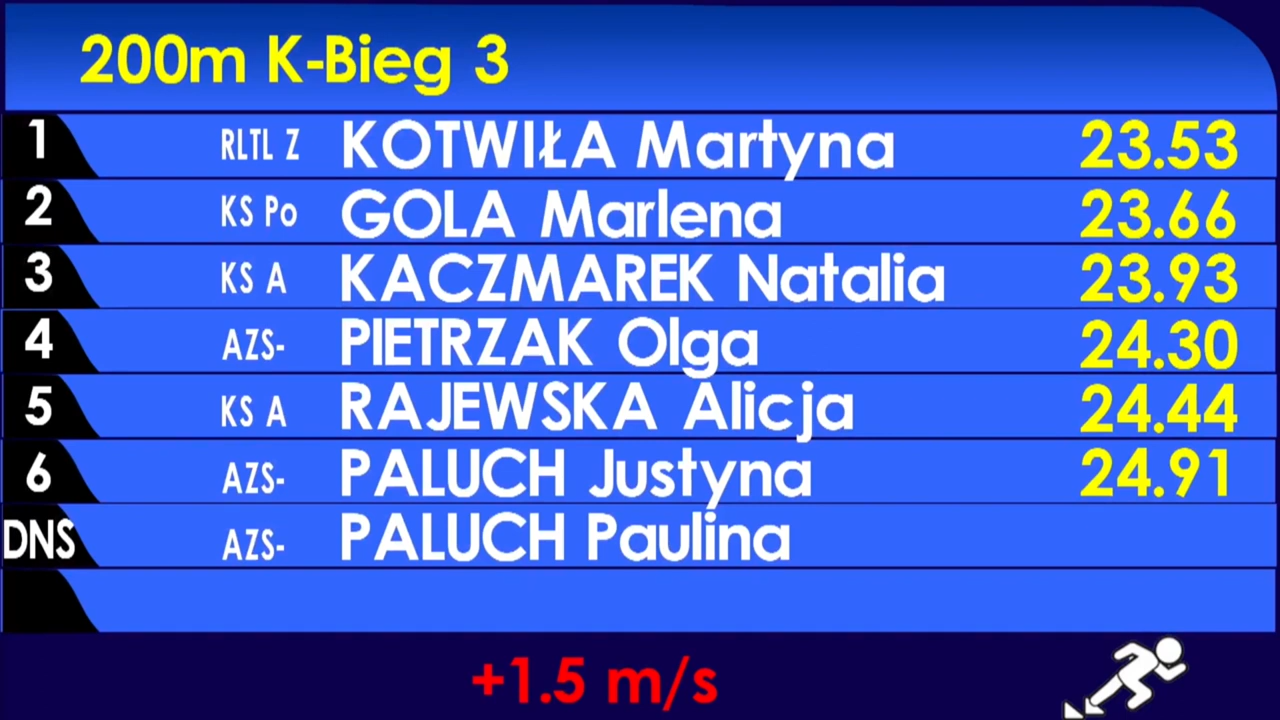 200m K-Bieg 3
1 RLTL Z KOTWIŁA Martyna 23.53
2 KS Po GOLA Marlena 23.66
3 KS A KACZMAREK Natalia 23.93
4 AZS- PIETRZAK Olga 24.30
5 KS A RAJEWSKA Alicja 24.44
6 AZS- PALUCH Justyna 24.91
DNS AZS- PALUCH Paulina
+1.5 m/s